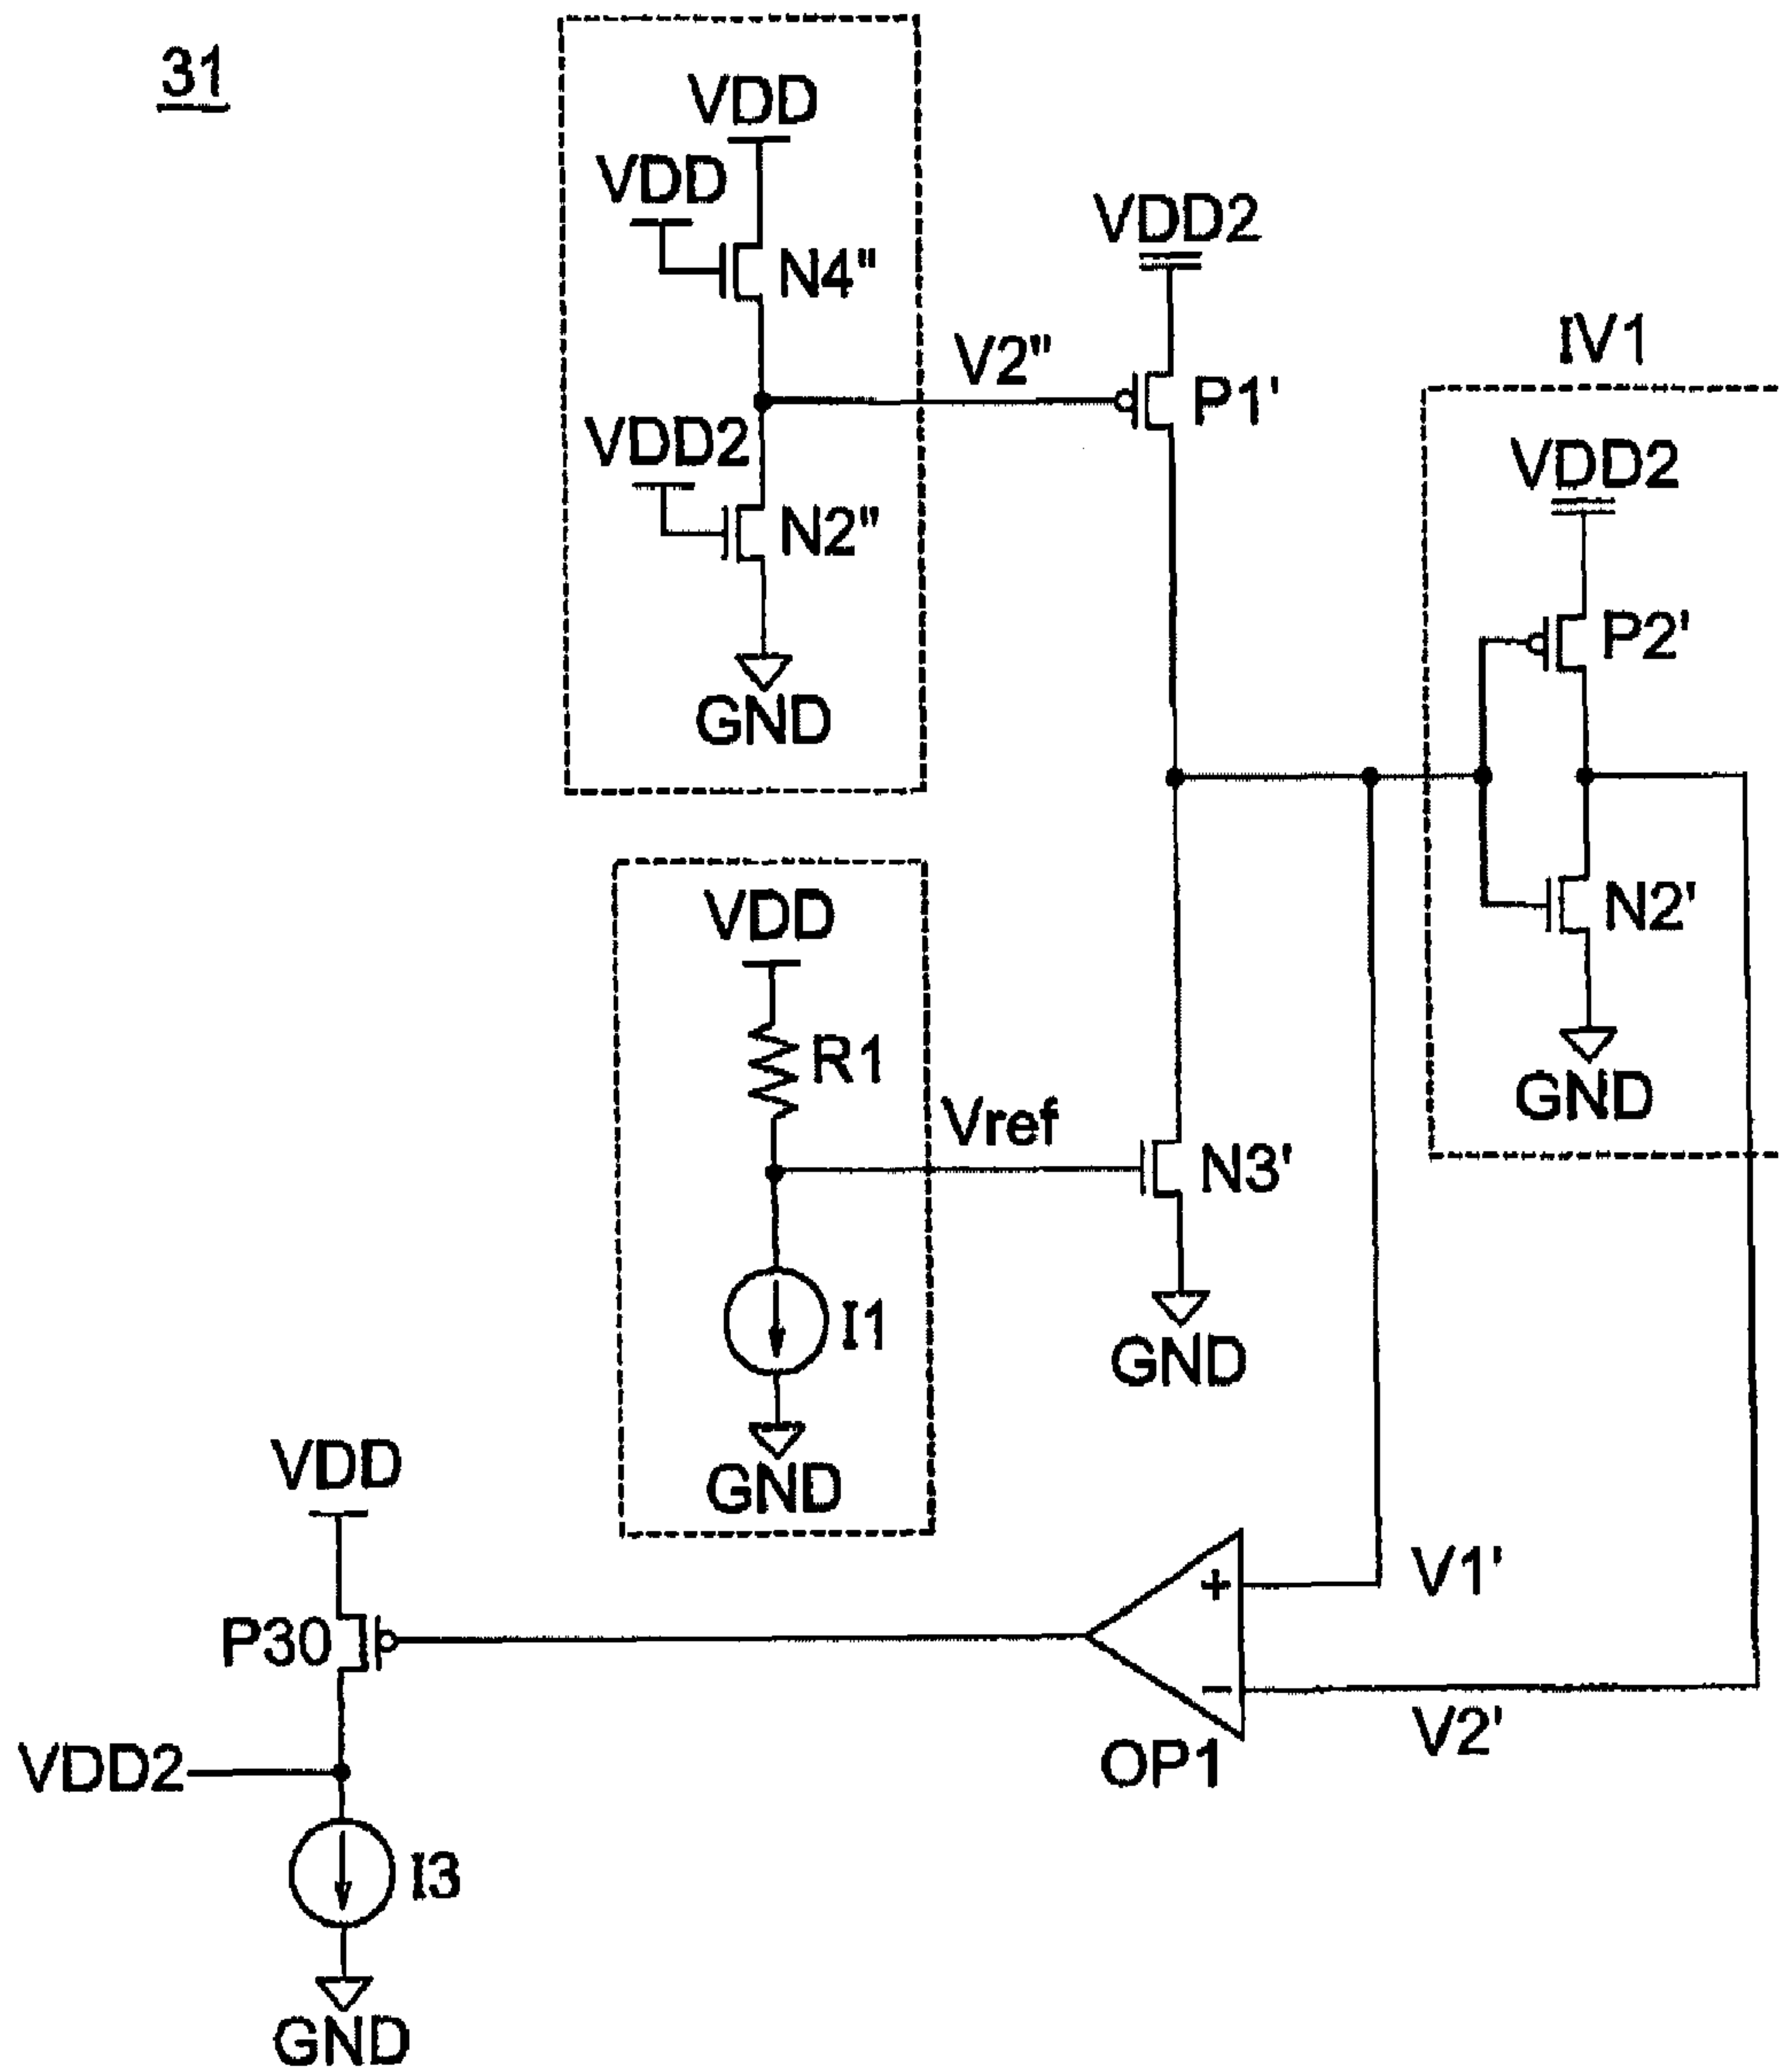 31
VDD
VDD
N4"
VDD2
V2"
P1'
IV1
VDD2
N2"
VDD2
P2'
GND
VDD
N2'
R1
GND
Vref
N3'
I1
GND
VDD
GND
V1'
P30
+
-
V2'
OP1
VDD2
I3
GND